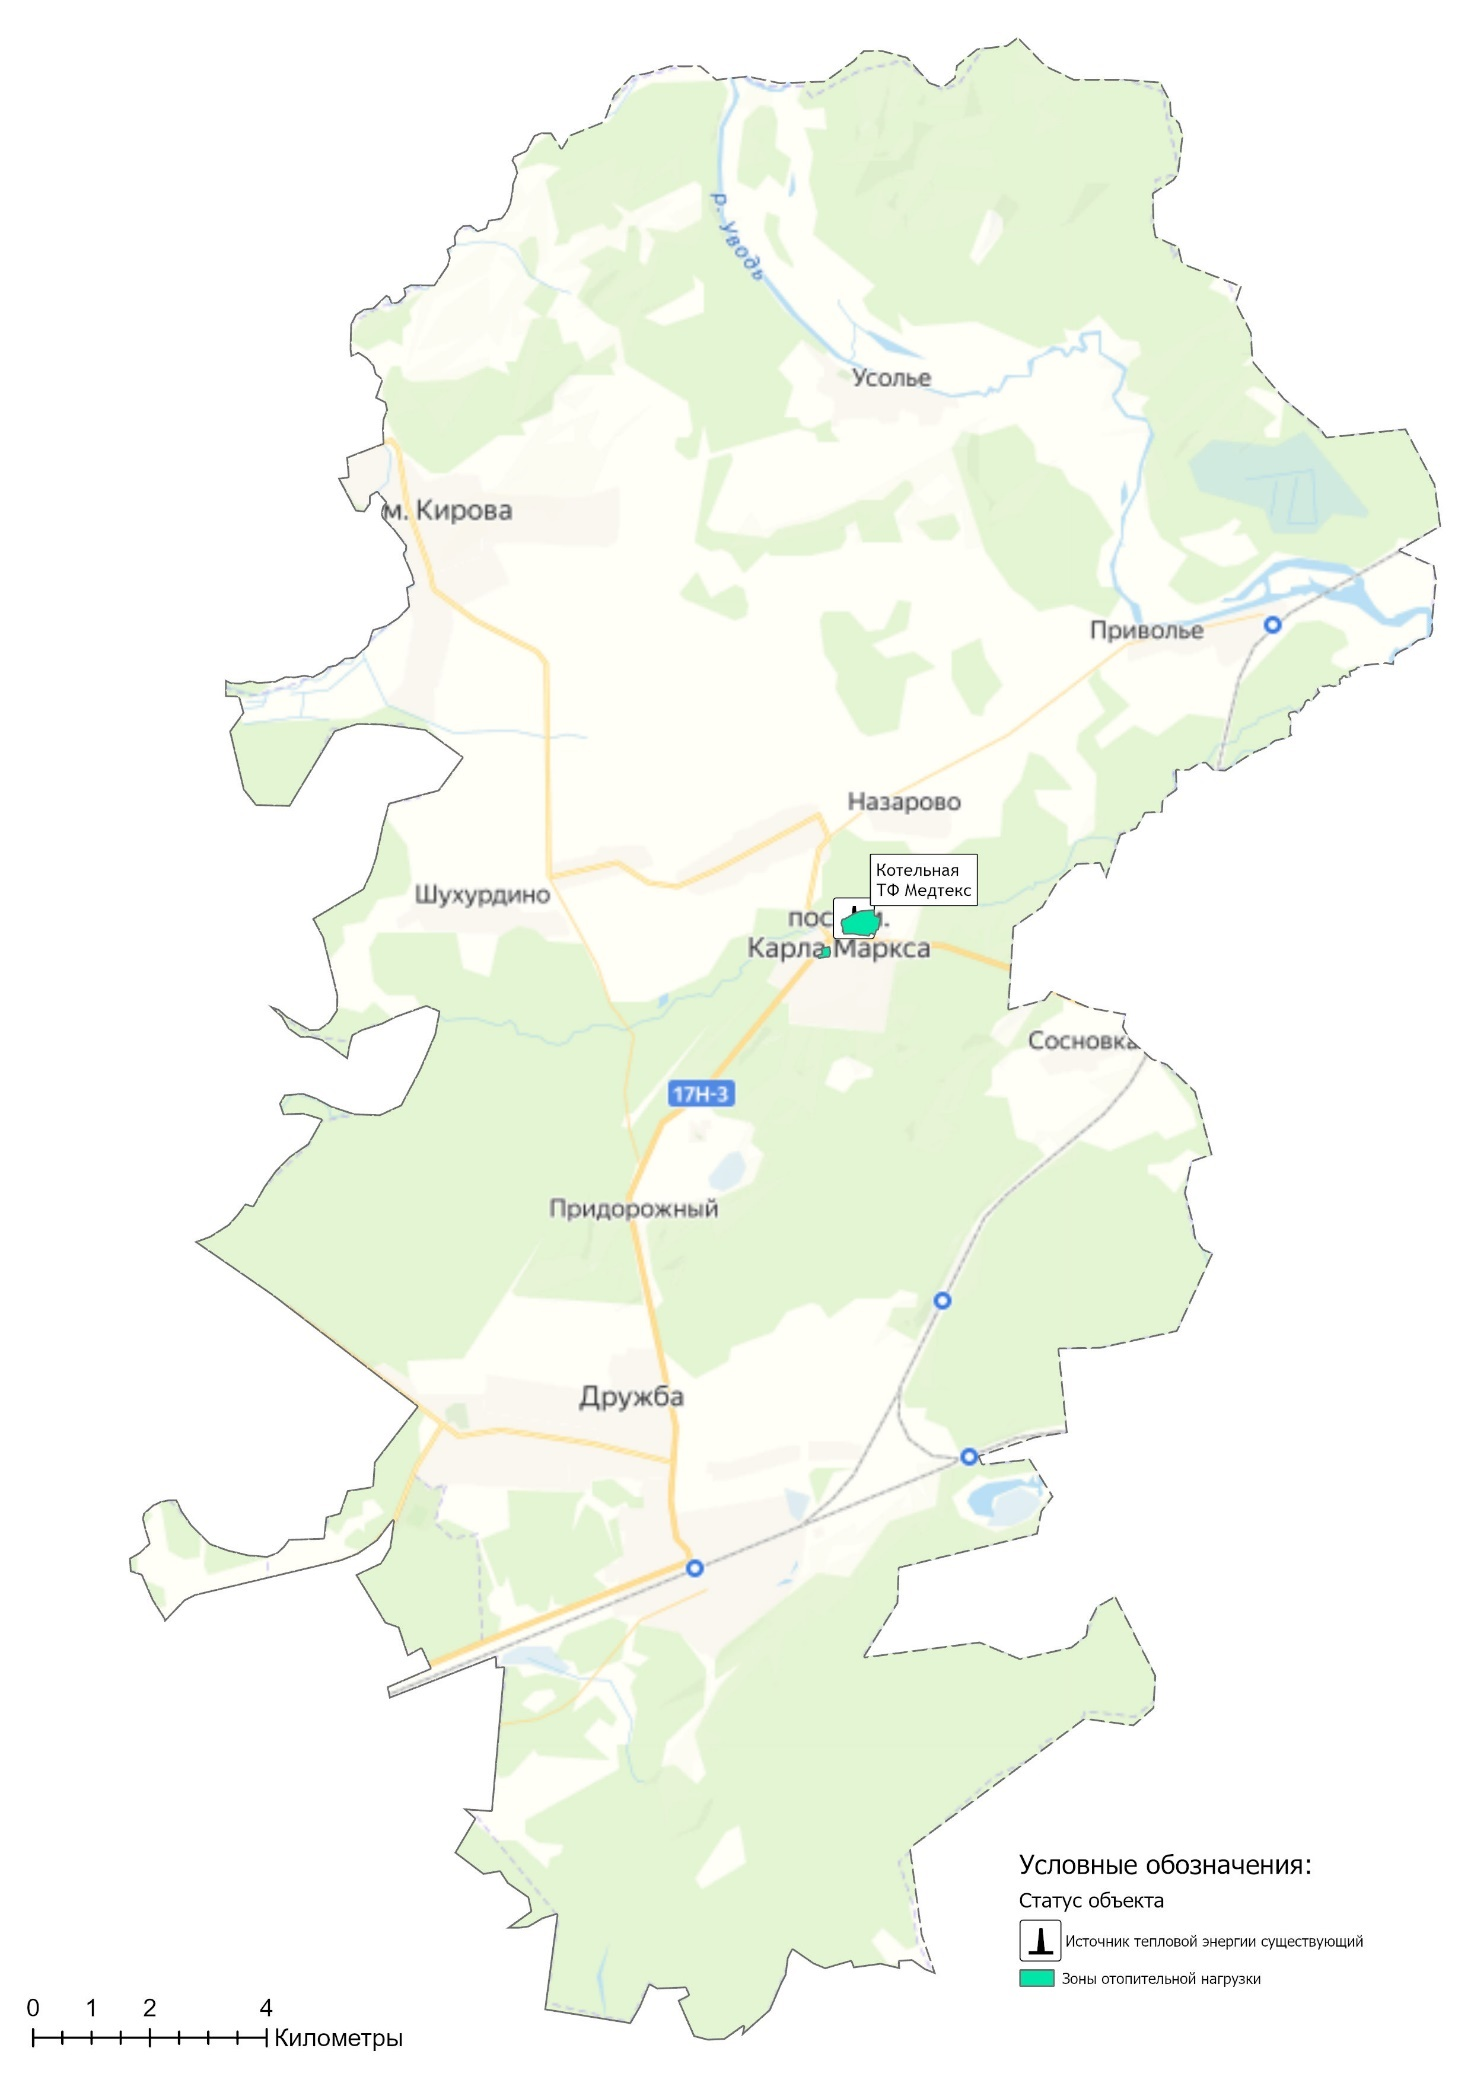 р. Уводь
Усолье
м. Кирова
Приволье
Назарово
Котельная
ТФ Медтекс
Шухурдино
пос. и.
Карла Маркса
Сосновка
17Н-3
Придорожный
Дружба
Условные обозначения:
Статус объекта
Источник тепловой энергии существующий
Зоны отопительной нагрузки
0 1 2 4
Километры